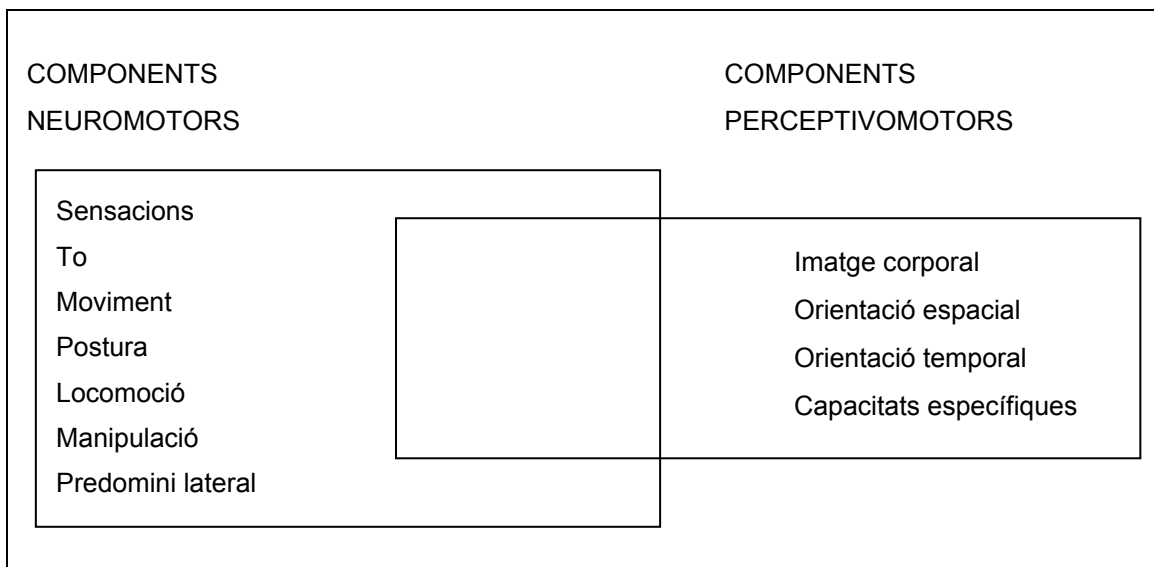 COMPONENTS
NEUROMOTORS
COMPONENTS
PERCEPTIVOMOTORS
Sensacions
To
Moviment
Postura
Locomoció
Manipulació
Predomini lateral
Imatge corporal
Orientació espacial
Orientació temporal
Capacitats específiques